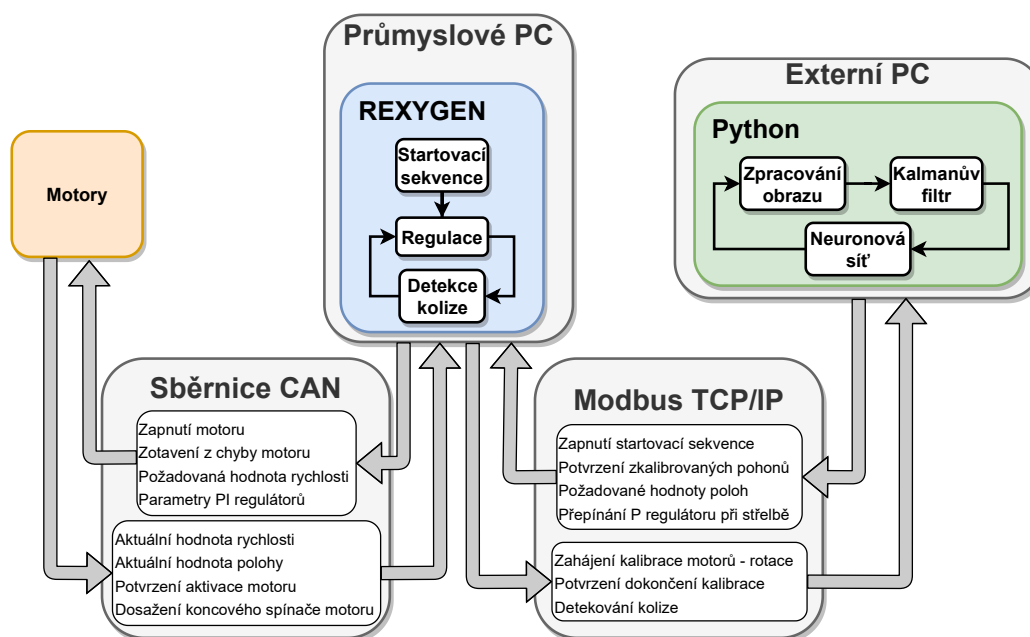 Průmyslové PC
REXYGEN
Startovací
sekvence
Regulace
Detekce
kolize
Externí PC
Python
Zpracování
obrazu
Kalmanův
filtr
Neuronová
síť
Motory
Sběrnice CAN
Zapnutí motoru
Zotavení z chyby motoru
Požadovaná hodnota rychlosti
Parametry PI regulátorů
Aktuální hodnota rychlosti
Aktuální hodnota polohy
Potvrzení aktivace motoru
Dosažení koncového spínače motoru
Modbus TCP/IP
Zapnutí startovací sekvence
Potvrzení zkalibrovaných pohonů
Požadované hodnoty poloh
Přepínání P regulátoru při střelbě
Zahájení kalibrace motorů - rotace
Potvrzení dokončení kalibrace
Detekování kolize